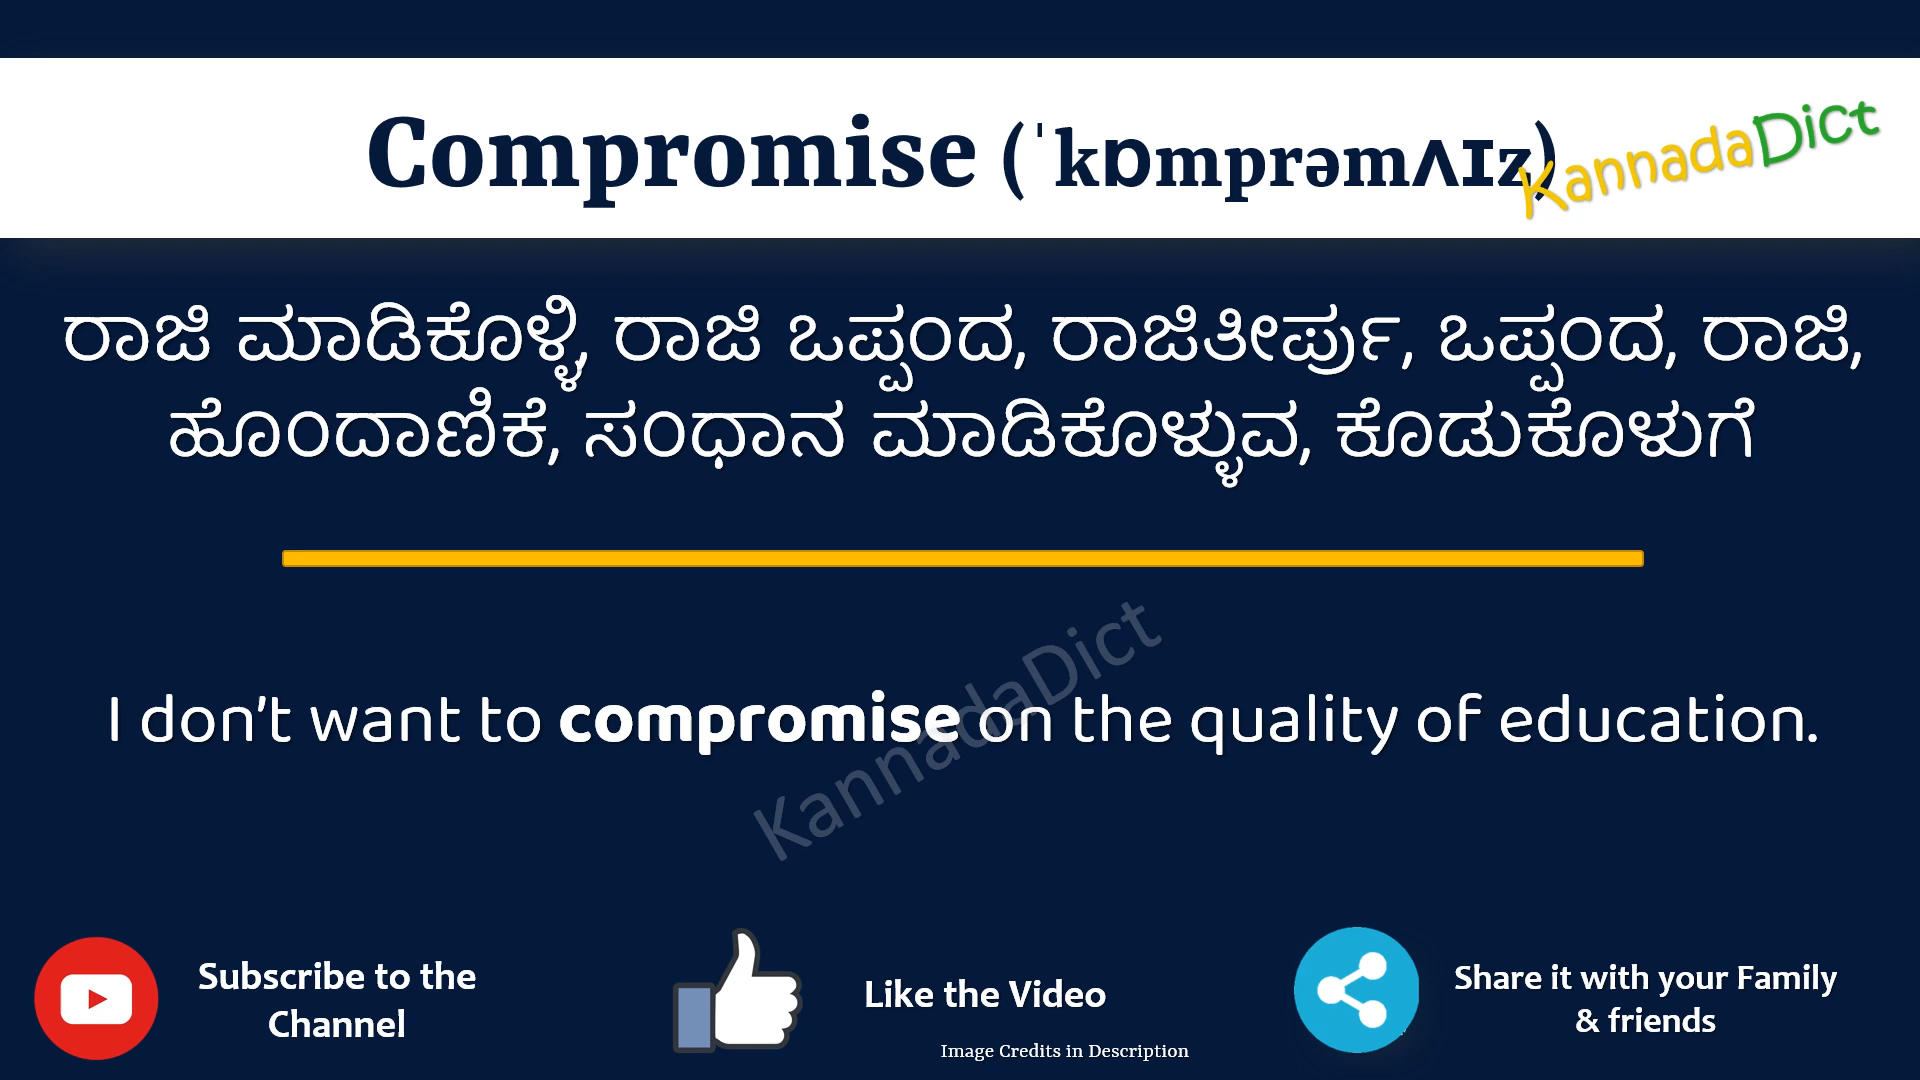 Compromise (ˈkɒmprəmʌɪz)
KannadaDict
ರಾಜಿ ಮಾಡಿಕೊಳ್ಳಿ, ರಾಜಿ ಒಪ್ಪಂದ, ರಾಜಿತೀರ್ಪು, ಒಪ್ಪಂದ, ರಾಜಿ,
ಹೊಂದಾಣಿಕೆ, ಸಂಧಾನ ಮಾಡಿಕೊಳ್ಳುವ, ಕೊಡುಕೊಳುಗೆ
KannadaDict
I don't want to compromise on the quality of education.
Subscribe to the
Channel
Like the Video
Image Credits in Description
Share it with your Family
& friends